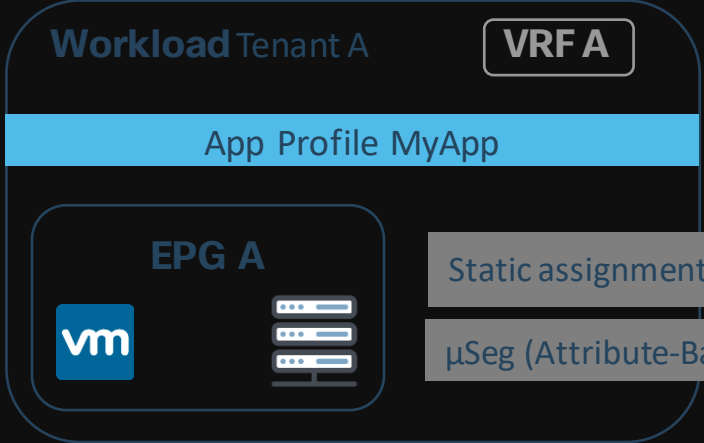 Workload Tenant A
VRF A
App Profile MyApp
EPG A
vm
Static assignment
µSeg (Attribute-Ba